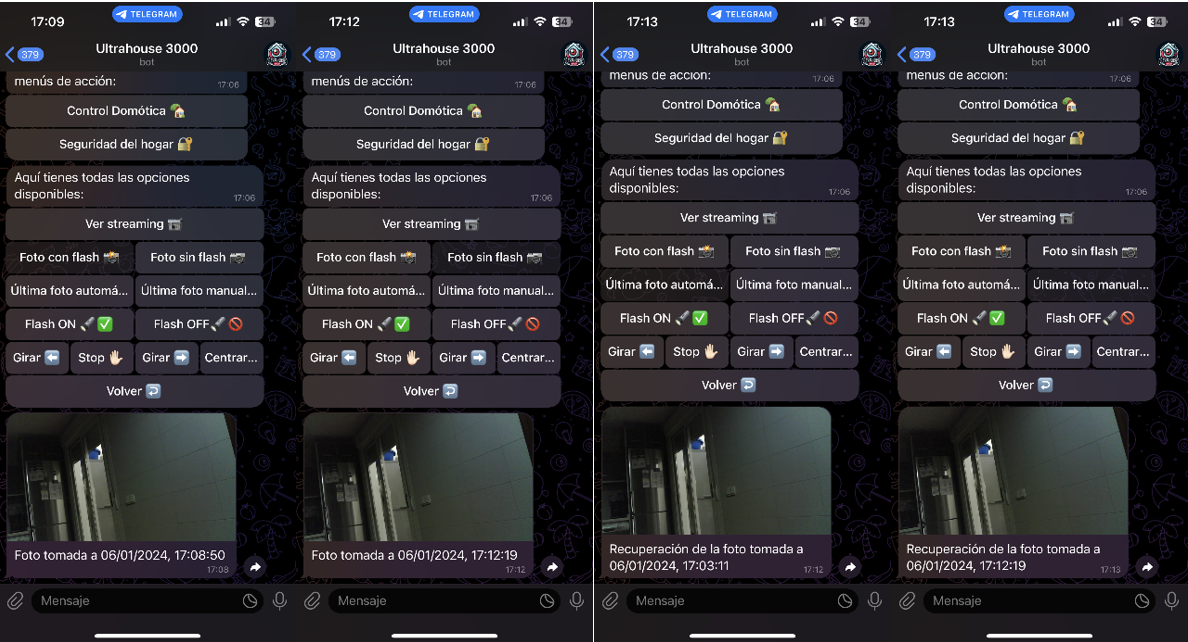 17:09
TELEGRAM
34
379
Ultrahouse 3000
bot
menús de acción:
17:06
Control Domótica
Seguridad del hogar
Aquí tienes todas las opciones
disponibles:
17:06
Ver streaming
Foto con flash
Foto sin flash
Última foto automá...
Última foto manual...
Flash ON
Flash OFF
Girar
Stop
Girar
Centrar...
Volver
Foto tomada a 06/01/2024, 17:08:50
17:08
Mensaje
17:12
TELEGRAM
34
379
Ultrahouse 3000
bot
menús de acción:
17:06
Control Domótica
Seguridad del hogar
Aquí tienes todas las opciones
disponibles:
17:06
Ver streaming
Foto con flash
Foto sin flash
Última foto automá...
Última foto manual...
Flash ON
Flash OFF
Girar
Stop
Girar
Centrar...
Volver
Foto tomada a 06/01/2024, 17:12:19
17:12
Mensaje
17:13
TELEGRAM
34
379
Ultrahouse 3000
bot
menús de acción:
17:06
Control Domótica
Seguridad del hogar
Aquí tienes todas las opciones
disponibles:
17:06
Ver streaming
Foto con flash
Foto sin flash
Última foto automá...
Última foto manual...
Flash ON
Flash OFF
Girar
Stop
Girar
Centrar...
Volver
Recuperación de la foto tomada a
06/01/2024, 17:03:11
17:12
Mensaje
17:13
TELEGRAM
34
379
Ultrahouse 3000
bot
menús de acción:
17:06
Control Domótica
Seguridad del hogar
Aquí tienes todas las opciones
disponibles:
17:06
Ver streaming
Foto con flash
Foto sin flash
Última foto automá...
Última foto manual...
Flash ON
Flash OFF
Girar
Stop
Girar
Centrar...
Volver
Recuperación de la foto tomada a
06/01/2024, 17:12:19
17:13
Mensaje